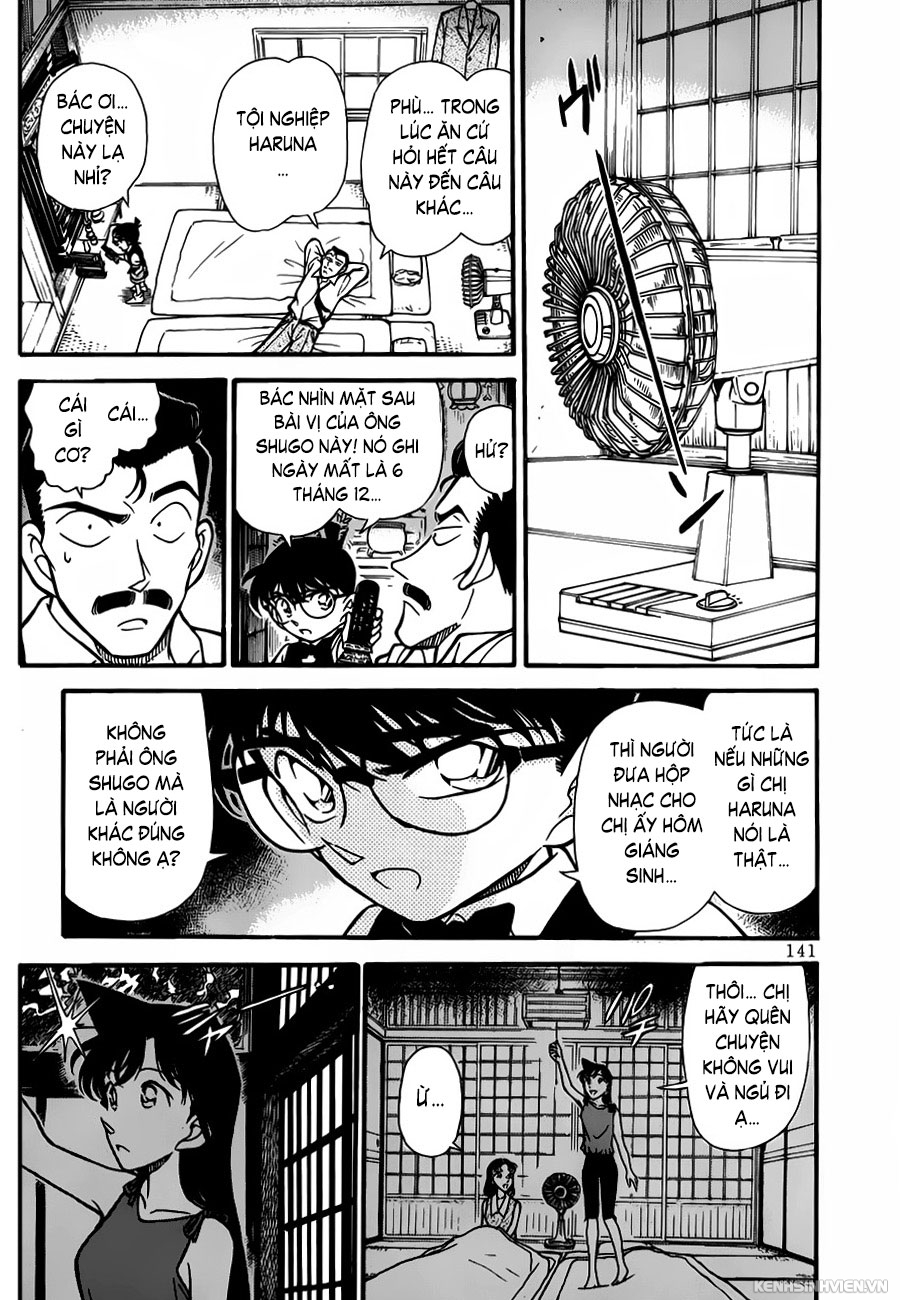 ヴ
PHÙ... TRONG
LÚC ĂN CỨ
HỎI HẾT CÂU
NÀY ĐẾN CÂU
KHÁC...
TỘI NGHIỆP
HARUNA
...
BÁC ƠI...
CHUYỆN
NÀY LẠ
NHỈ?
HỬ?
BÁC NHÌN MẶT SAU
BÀI VỊ CỦA ÔNG
SHUGO NÀY! NÓ GHI
NGÀY MẤT LÀ 6
THÁNG 12...
CÁI...
CÁI
GÌ
CƠ?
TỨC LÀ
NẾU NHỮNG
GÌ CHỊ
HARUNA
NÓI LÀ
THẬT...
THÌ NGƯỜI
ĐƯA HỘP
NHẠC CHO
CHỊ ẤY HÔM
GIÁNG
SINH...
KHÔNG
PHẢI ÔNG
SHUGO MÀ
LÀ NGƯỜI
KHÁC ĐÚNG
KHÔNG Ạ?
141
THÔI... CHỊ
HÃY QUÊN
CHUYỆN
KHÔNG VUI
VÀ NGỦ ĐI
Ạ...
Ừ...
KENHSINHVIEN.VN